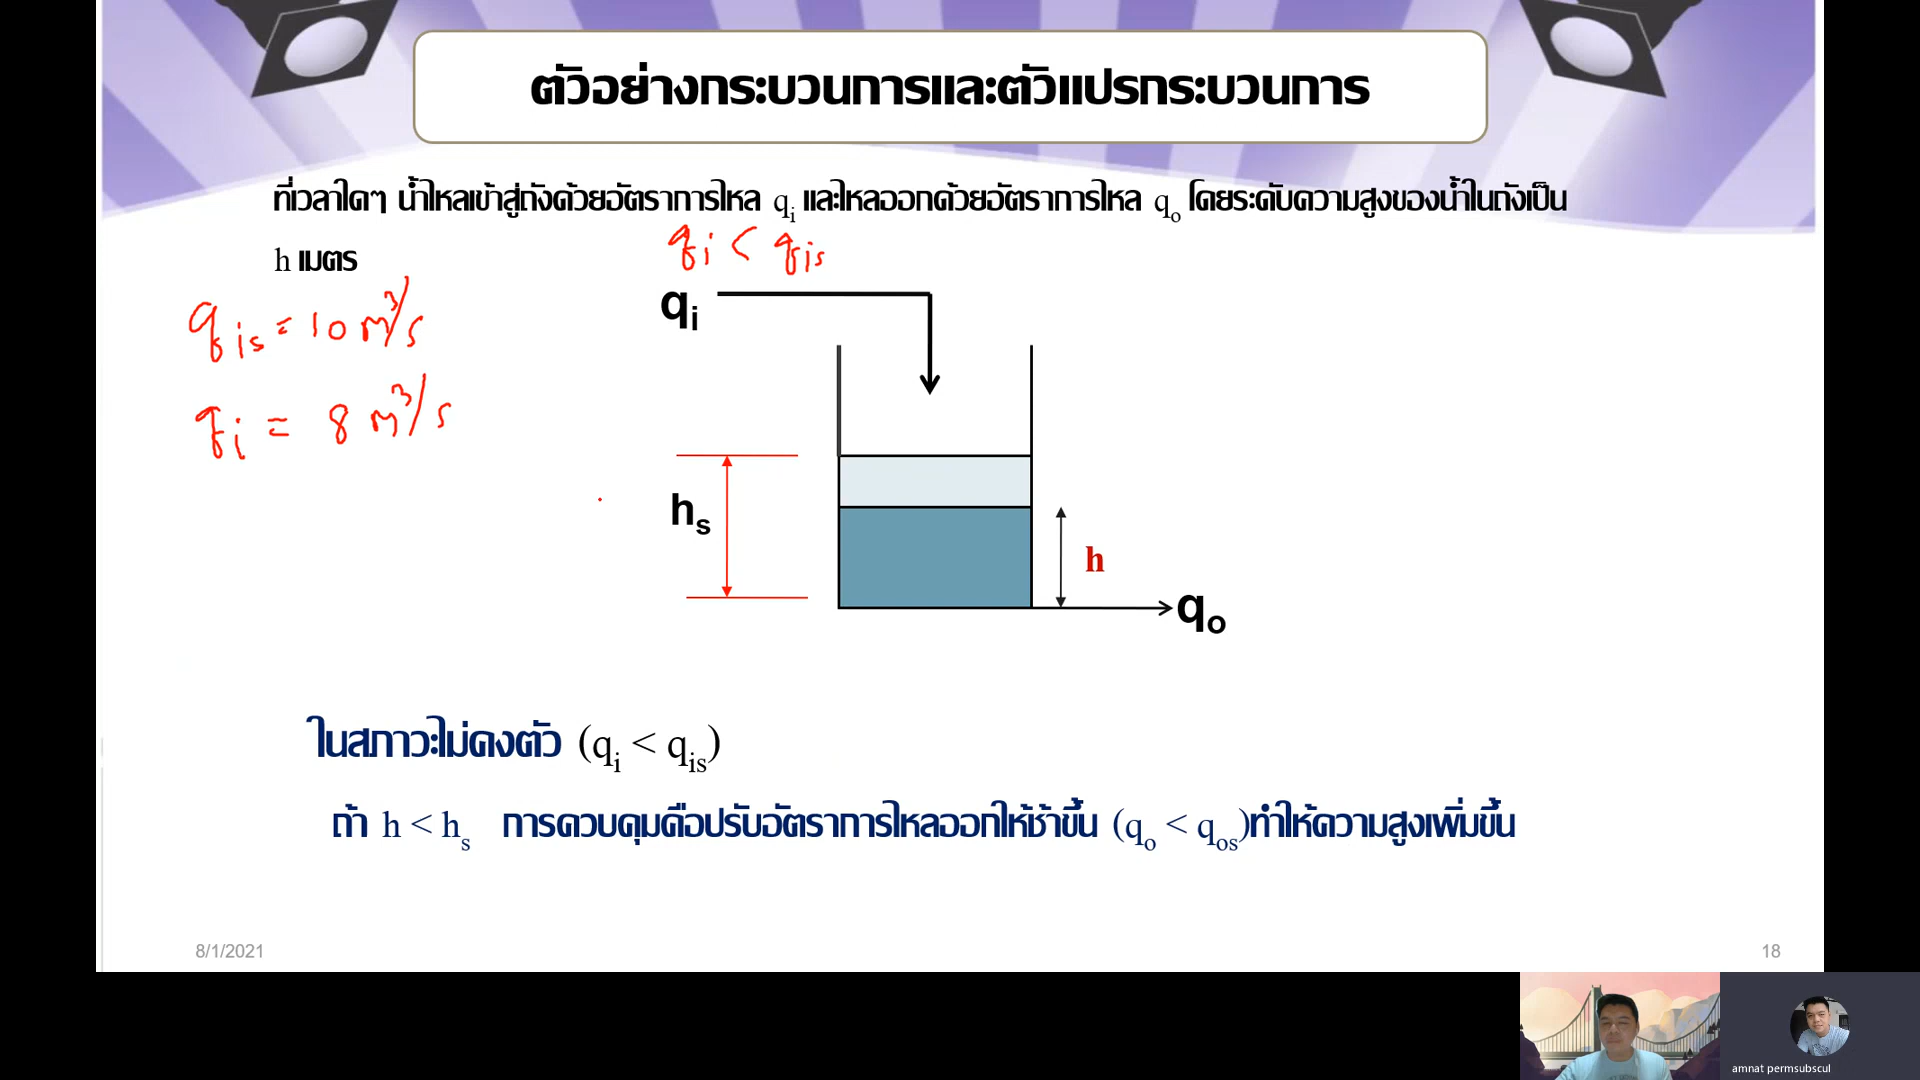 ตัวอย่างกระบวนการและตัวแปรกระบวนการ
ที่เวลาใดๆ น้ำไหลเข้าสู่ถังด้วยอัตราการไหล qi และไหลออกด้วยอัตราการไหล qo โดยระดับความสูงของน้ำในถังเป็น
h เมตร
qi < qis
qis = 10 m³/s
qi
qi = 8 m³/s
hs
h
qo
ในสภาวะไม่คงตัว (qi < qis)
ถ้า h < hs การควบคุมคือปรับอัตราการไหลออกให้ช้าขึ้น (qo < qos)ทำให้ความสูงเพิ่มขึ้น
8/1/2021
18
amnat permsubscul